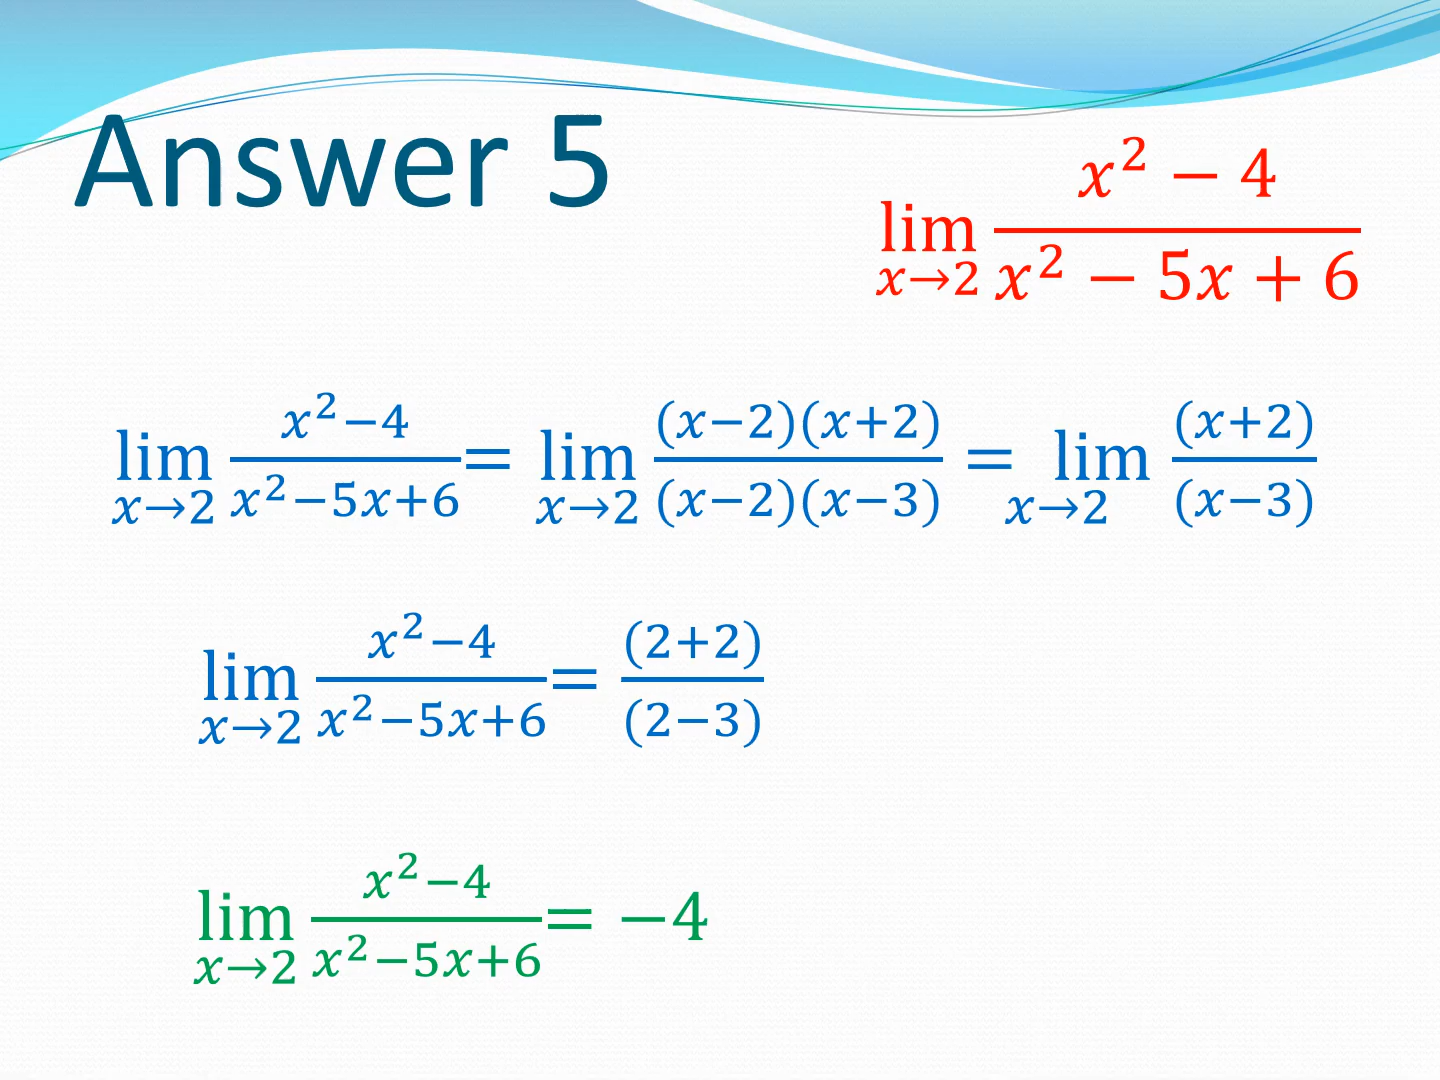 Answer 5
lim x→2 (x² − 4)/(x² − 5x + 6)
lim x→2 (x²−4)/(x²−5x+6) = lim x→2 ((x−2)(x+2))/((x−2)(x−3)) = lim x→2 (x+2)/(x−3)
lim x→2 (x²−4)/(x²−5x+6) = (2+2)/(2−3)
lim x→2 (x²−4)/(x²−5x+6) = −4